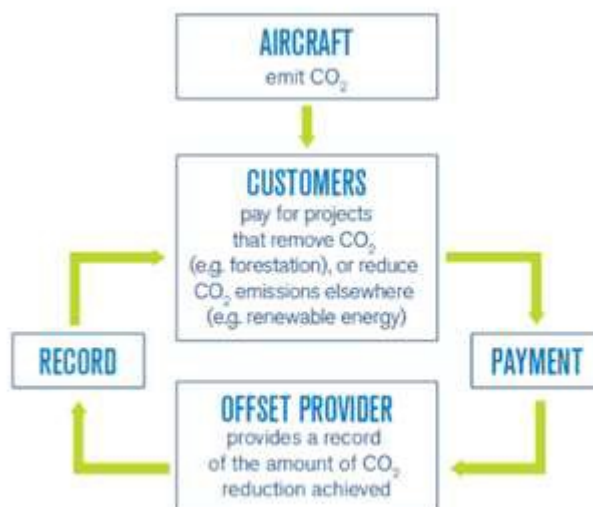 AIRCRAFT
emit CO₂
CUSTOMERS
pay for projects
that remove CO₂
(e.g. forestation), or reduce
CO₂ emissions elsewhere
(e.g. renewable energy)
RECORD
PAYMENT
OFFSET PROVIDER
provides a record
of the amount of CO₂
reduction achieved